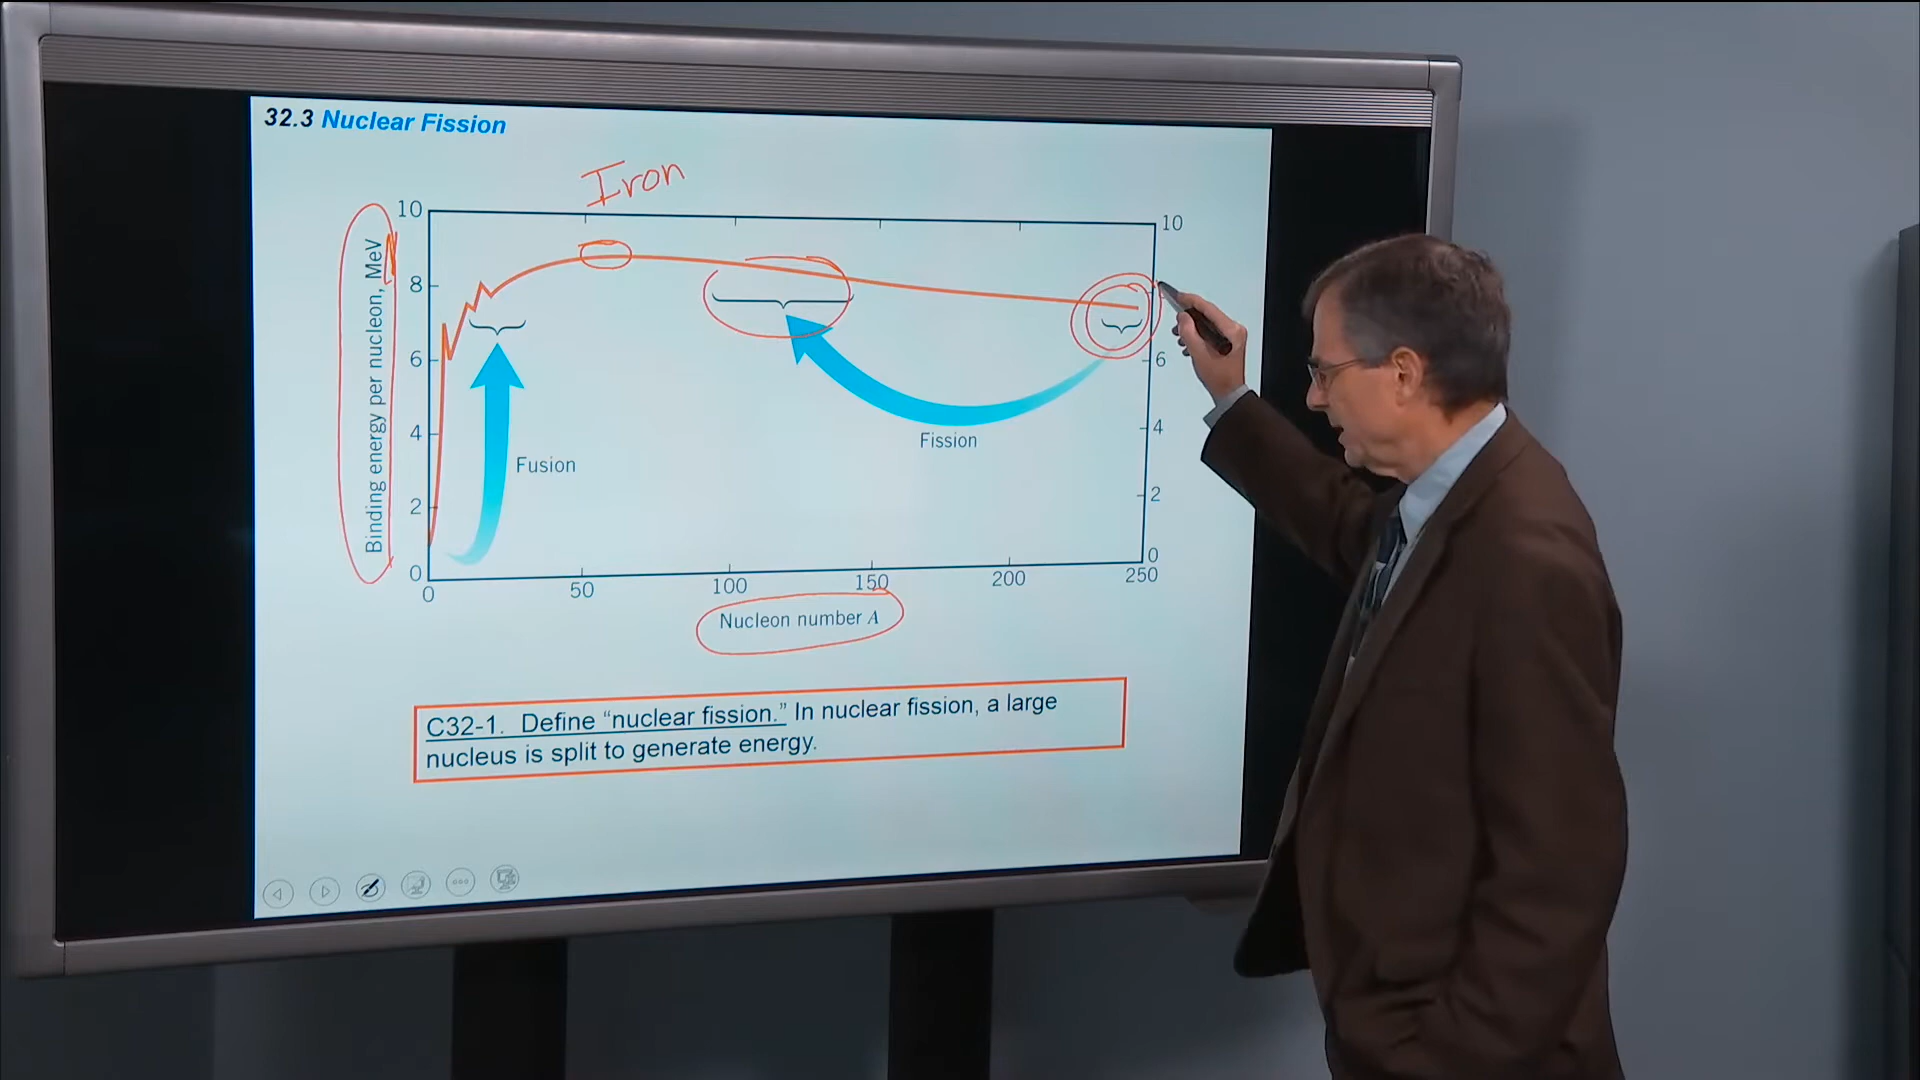 32.3 Nuclear Fission
Iron
10
8
6
4
2
0
Binding energy per nucleon, MeV
10
6
4
2
0
Fusion
Fission
0
50
100
150
200
250
Nucleon number A
C32-1. Define “nuclear fission.” In nuclear fission, a large
nucleus is split to generate energy.